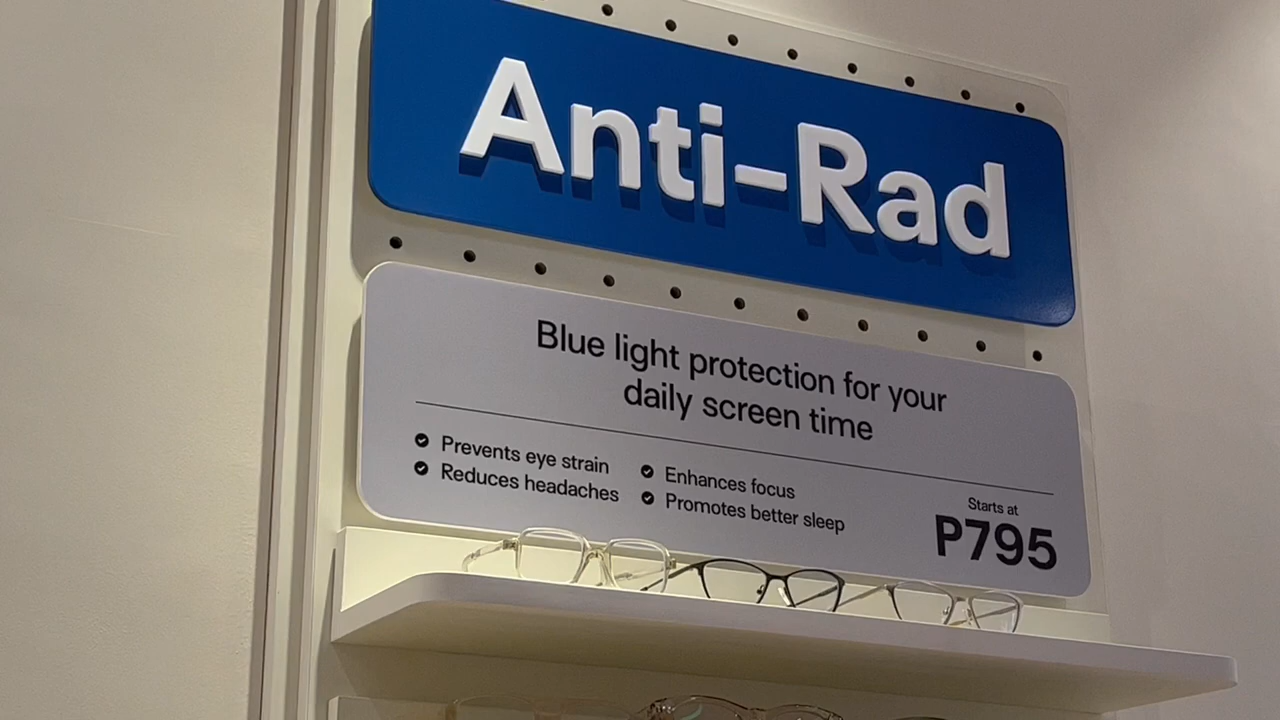 Anti-Rad
Blue light protection for your
daily screen time
Prevents eye strain
Reduces headaches
Enhances focus
Promotes better sleep
Starts at
P795